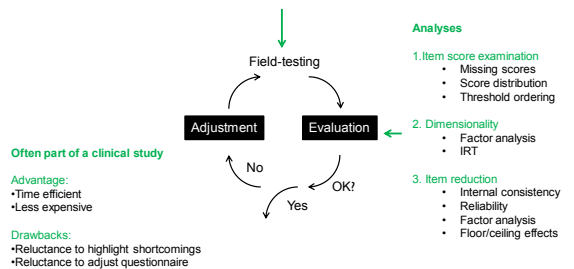 Analyses
1.Item score examination
• Missing scores
• Score distribution
• Threshold ordering
2. Dimensionality
• Factor analysis
• IRT
3. Item reduction
• Internal consistency
• Reliability
• Factor analysis
• Floor/ceiling effects
Field-testing
Adjustment
Evaluation
No
OK?
Yes
Often part of a clinical study
Advantage:
•Time efficient
•Less expensive
Drawbacks:
•Reluctance to highlight shortcomings
•Reluctance to adjust questionnaire